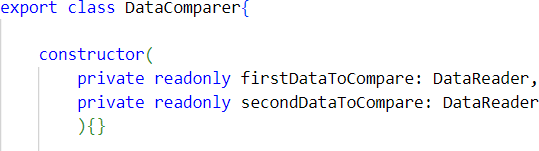 export class DataComparer{
constructor(
private readonly firstDataToCompare: DataReader,
private readonly secondDataToCompare: DataReader
){}